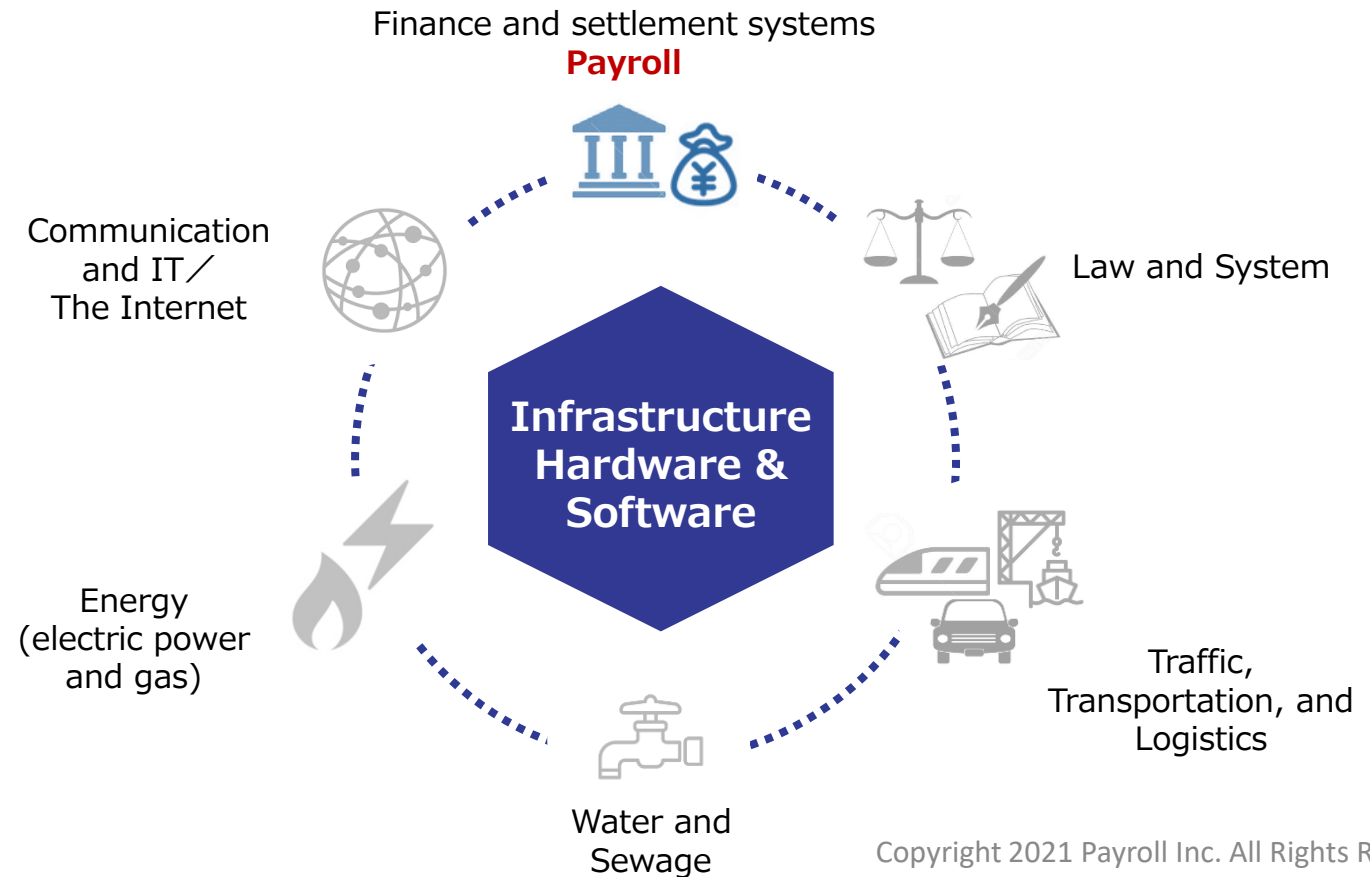 Finance and settlement systems
Payroll
Communication
and IT／
The Internet
¥
Law and System
Infrastructure
Hardware &
Software
Energy
(electric power
and gas)
Traffic,
Transportation, and
Logistics
Water and
Sewage
Copyright 2021 Payroll Inc. All Rights R